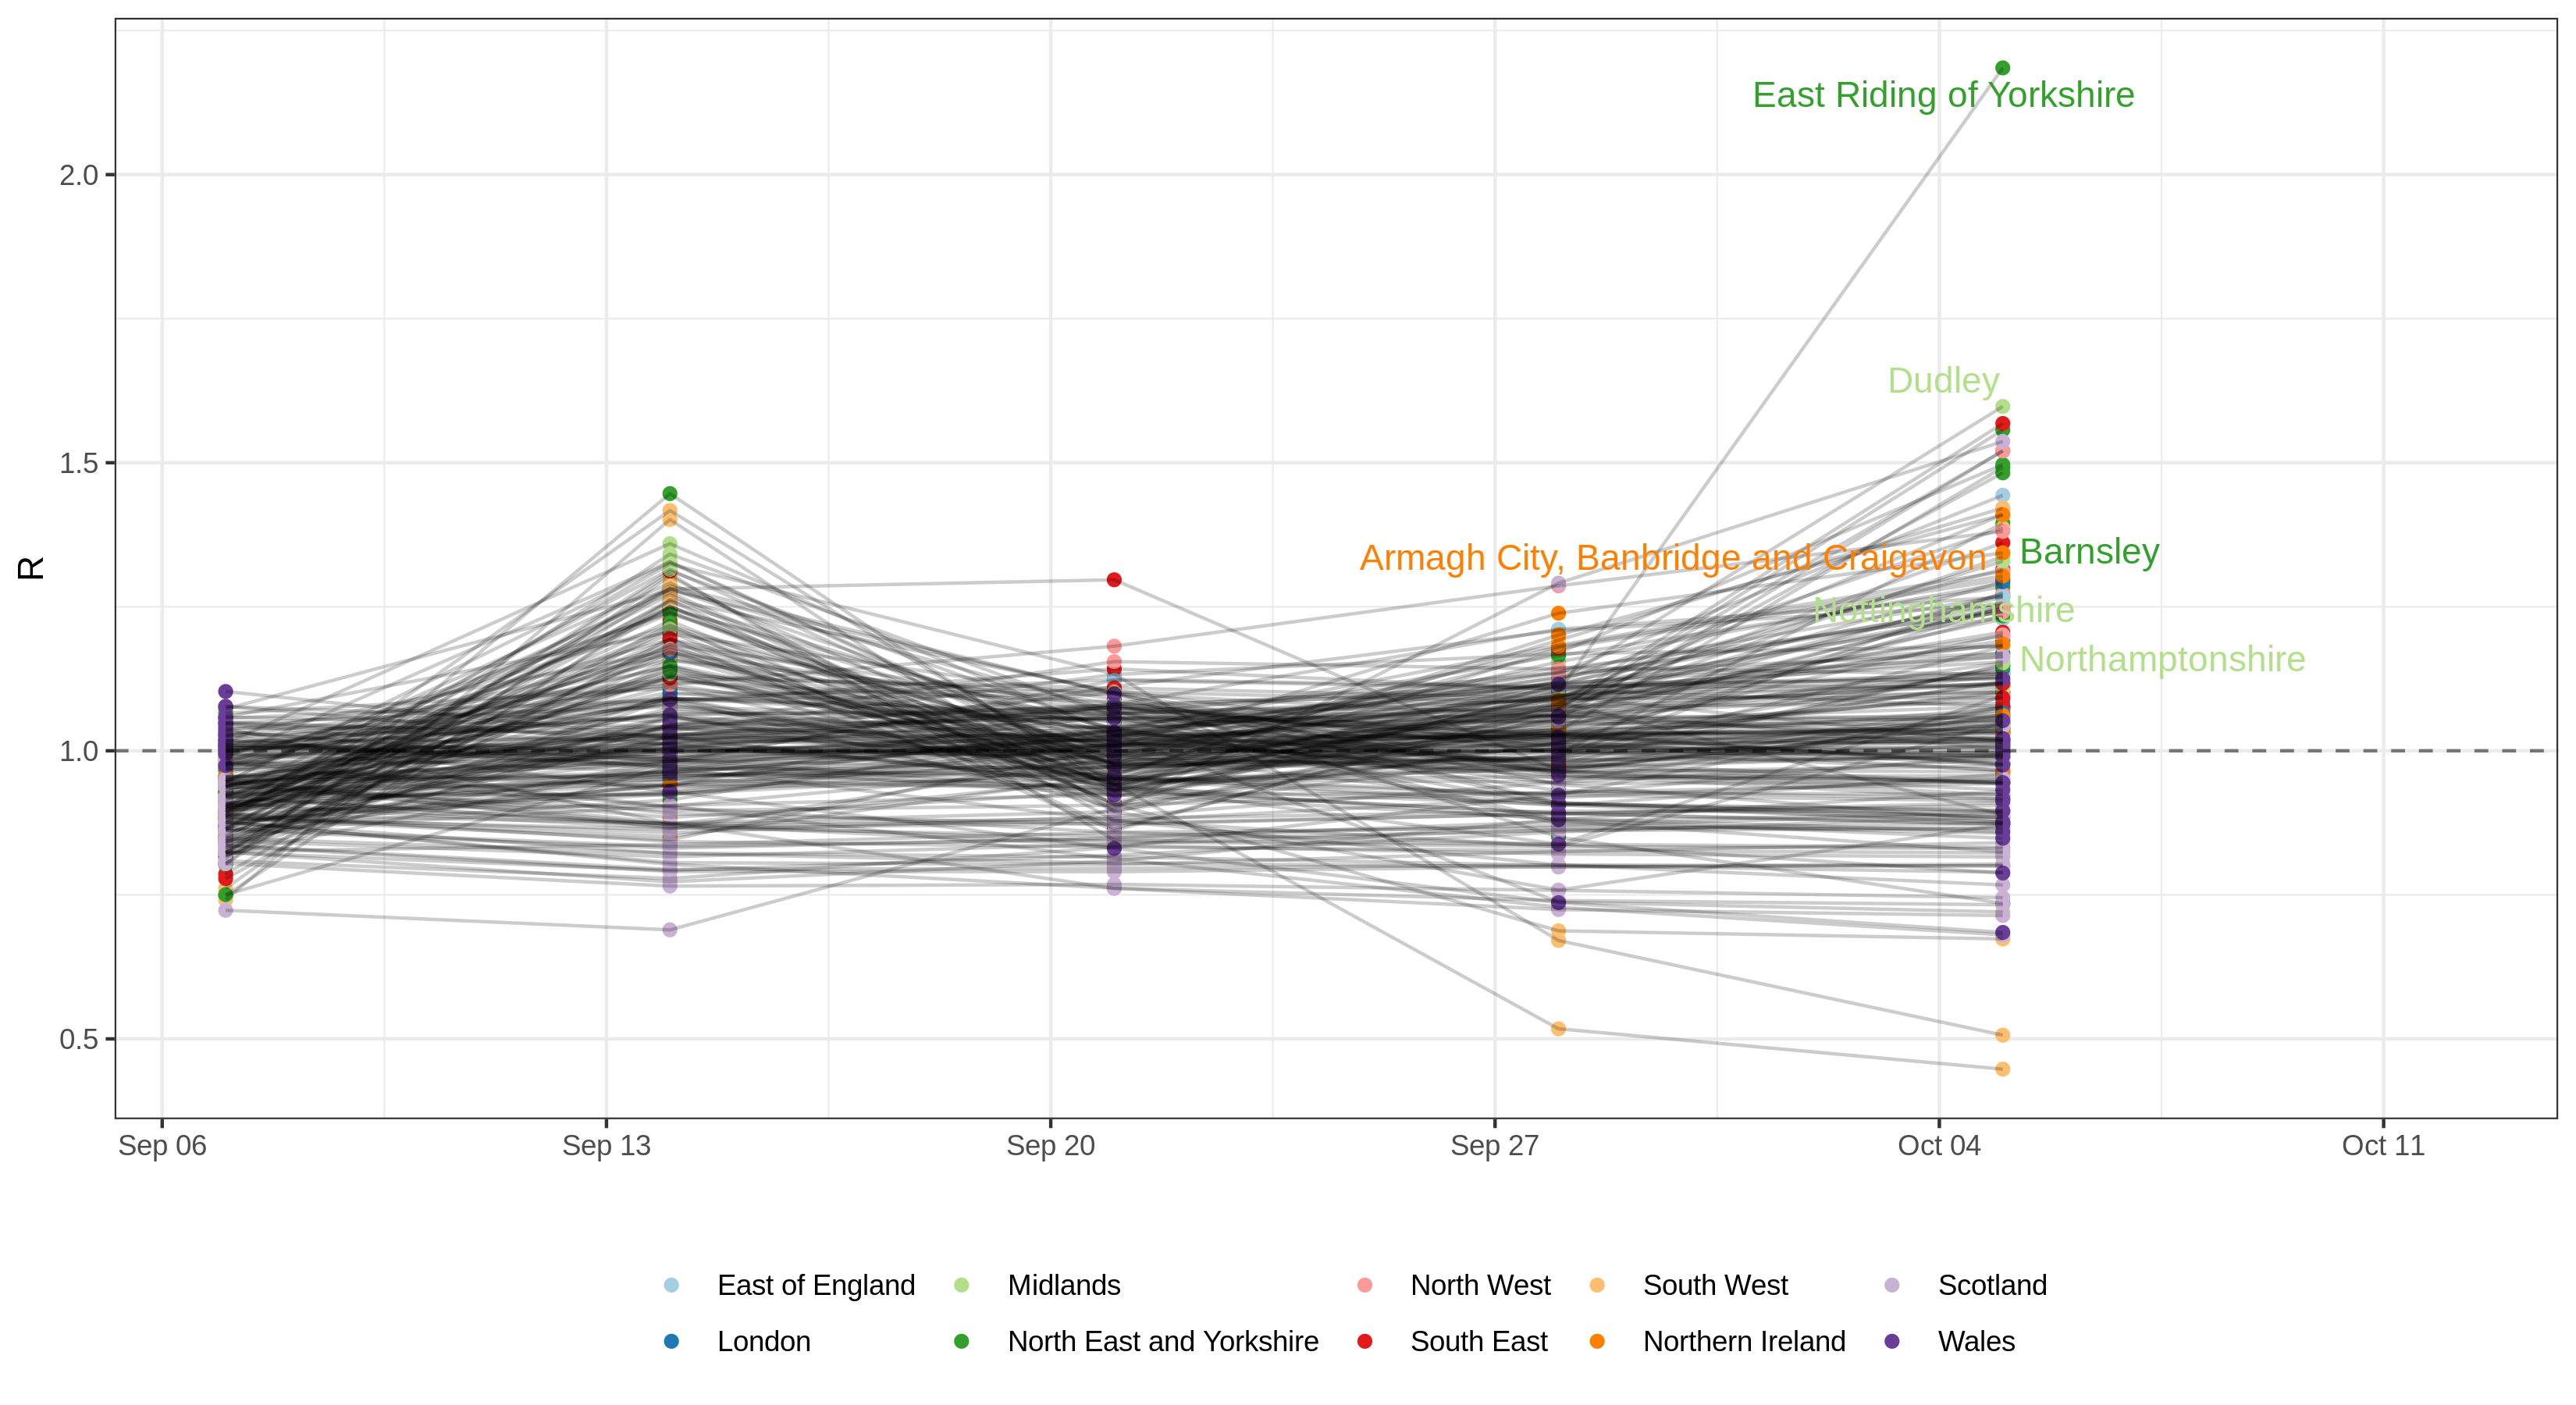 East Riding of Yorkshire
2.0
Dudley
1.5
Armagh City, Banbridge and Craigavon
Barnsley
R
Nottinghamshire
Northamptonshire
1.0
0.5
Sep 06 Sep 13 Sep 20 Sep 27 Oct 04 Oct 11
East of England Midlands North West South West Scotland
London North East and Yorkshire South East Northern Ireland Wales